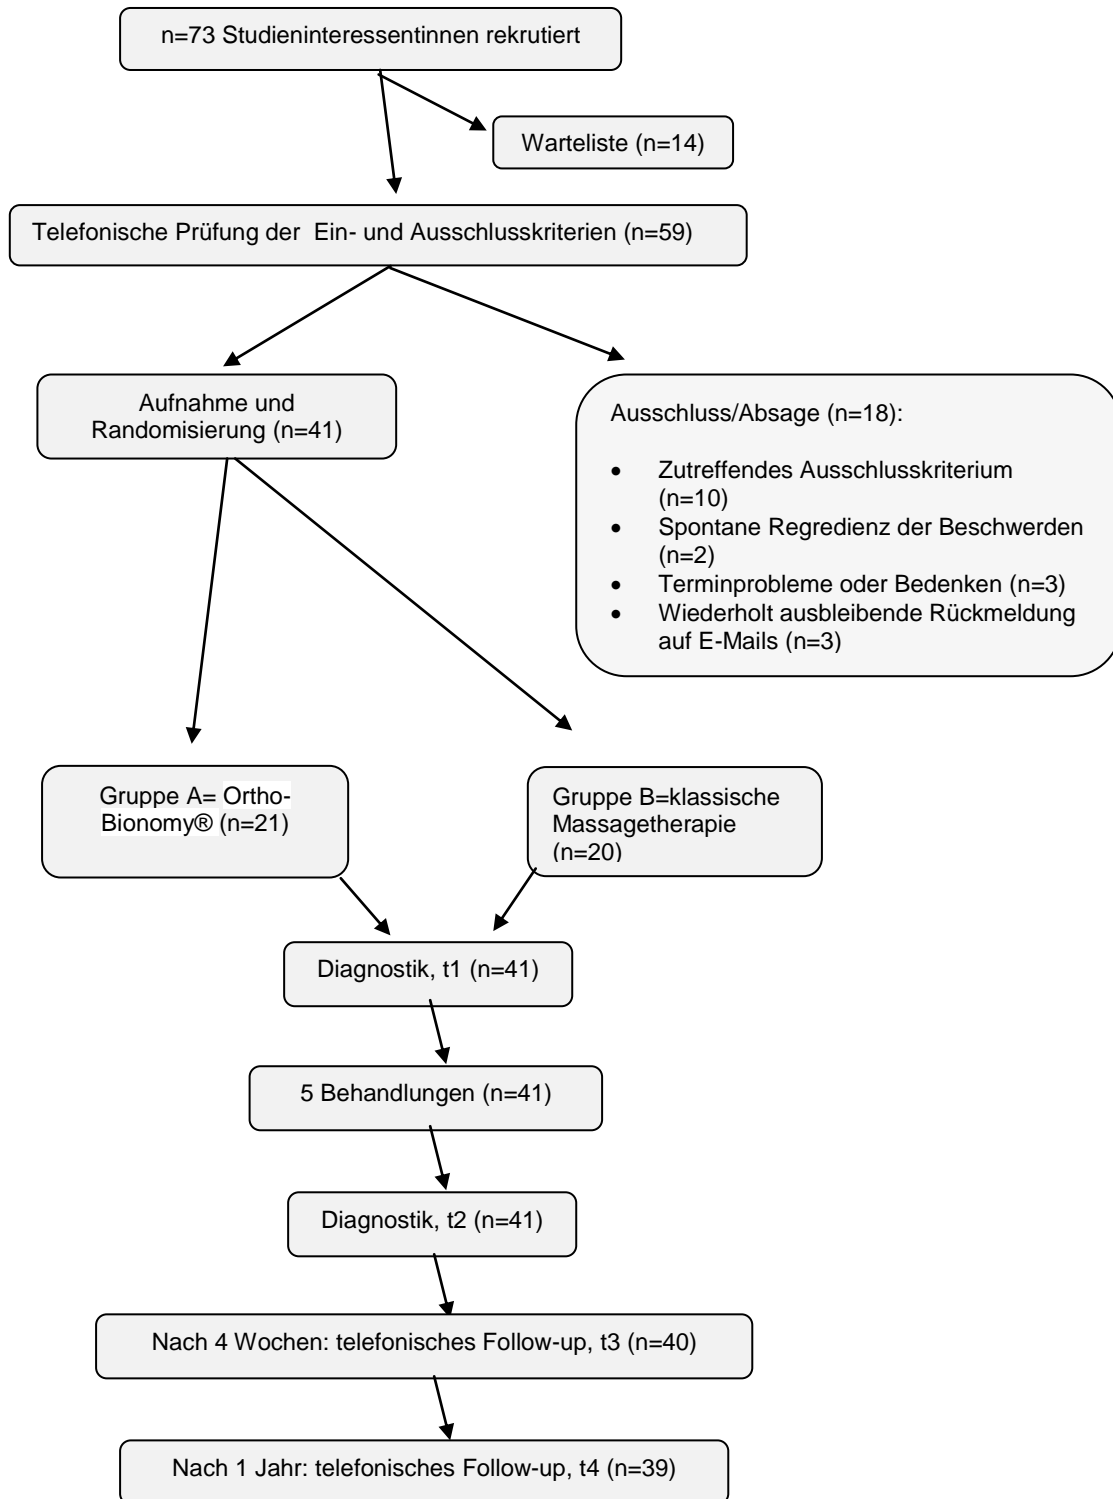 n=73 Studieninteressentinnen rekrutiert
Warteliste (n=14)
Telefonische Prüfung der  Ein- und Ausschlusskriterien (n=59)
Aufnahme und
Randomisierung (n=41)
Ausschluss/Absage (n=18):
• Zutreffendes Ausschlusskriterium
(n=10)
• Spontane Regredienz der Beschwerden
(n=2)
• Terminprobleme oder Bedenken (n=3)
• Wiederholt ausbleibende Rückmeldung
auf E-Mails (n=3)
Gruppe A= Ortho-
Bionomy® (n=21)
Gruppe B=klassische
Massagetherapie
(n=20)
Diagnostik, t1 (n=41)
5 Behandlungen (n=41)
Diagnostik, t2 (n=41)
Nach 4 Wochen: telefonisches Follow-up, t3 (n=40)
Nach 1 Jahr: telefonisches Follow-up, t4 (n=39)